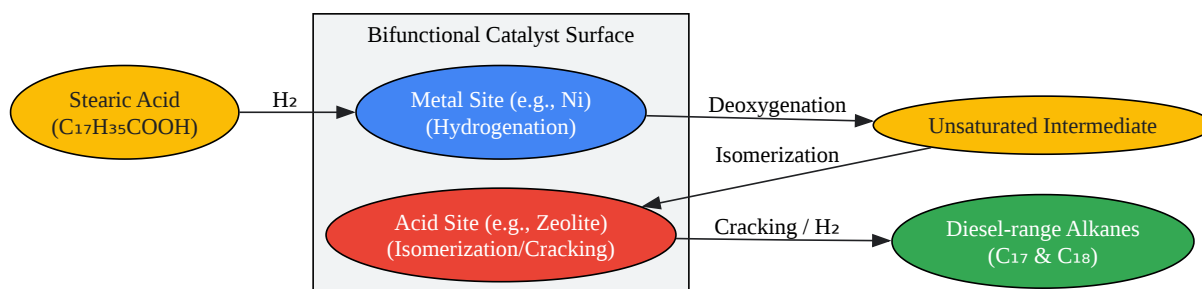 Bifunctional Catalyst Surface
Stearic Acid
(C₁₇H₃₅COOH)
H₂
Metal Site (e.g., Ni)
(Hydrogenation)
Deoxygenation
Unsaturated Intermediate
Isomerization
Acid Site (e.g., Zeolite)
(Isomerization/Cracking)
Cracking / H₂
Diesel-range Alkanes
(C₁₇ & C₁₈)